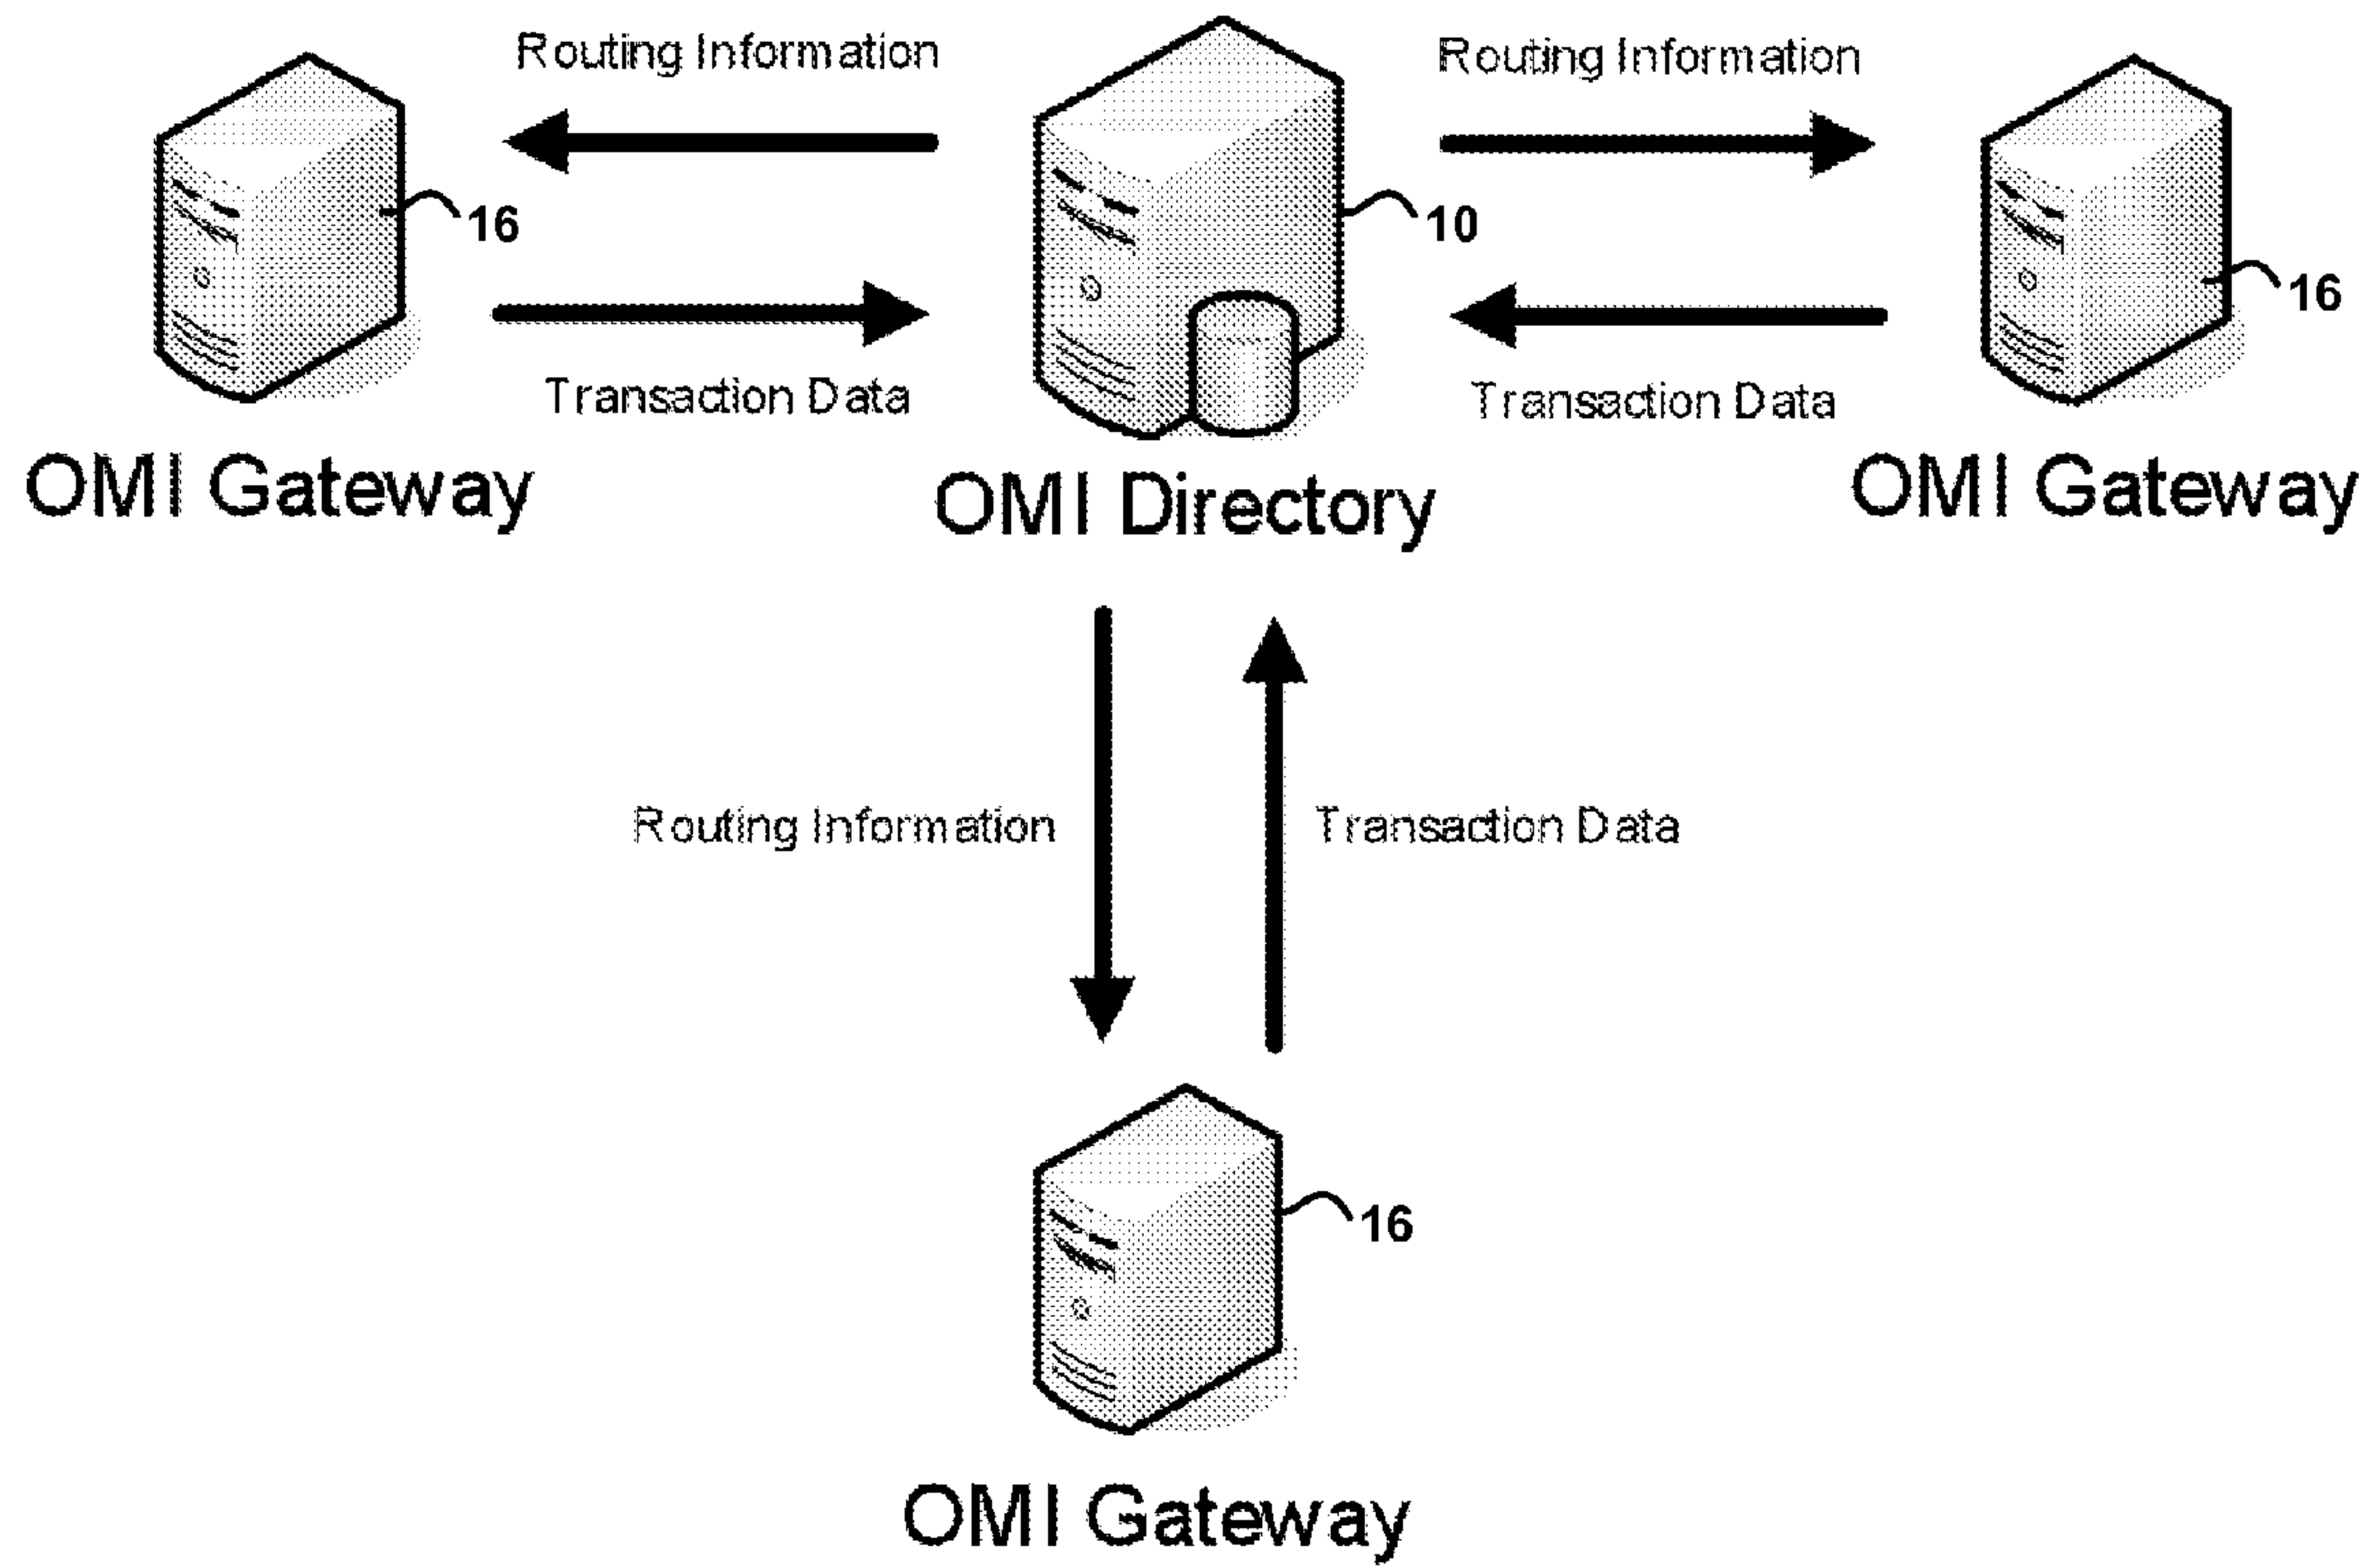 Routing Information
Routing Information
16
10
16
Transaction Data
Transaction Data
OMI Gateway
OMI Directory
OMI Gateway
Routing Information
Transaction Data
16
OMI Gateway